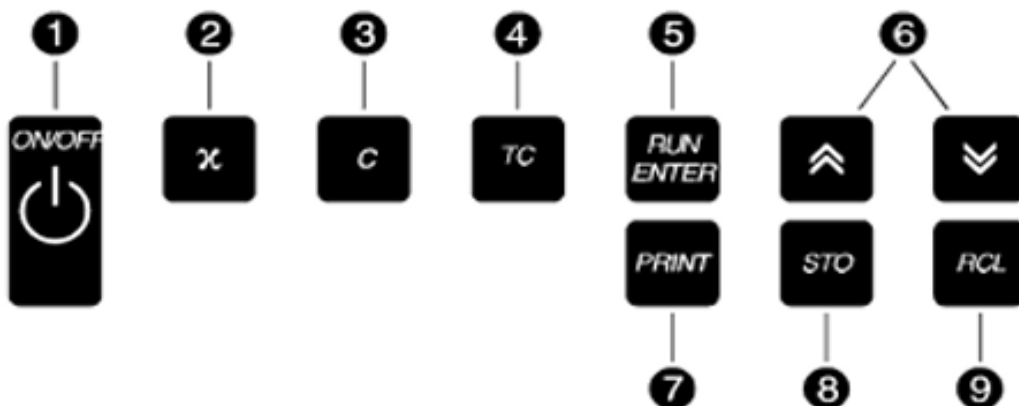 1 2 3 4 5 6
ON/OFF
ϰ C TC RUN
ENTER
PRINT STO RCL
7 8 9